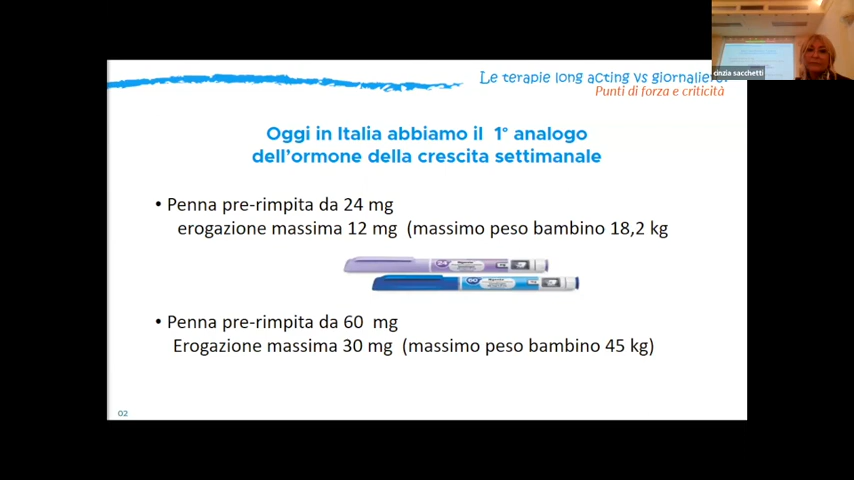 Le terapie long acting vs giornaliere:
Punti di forza e criticità
cinzia sacchetti
Oggi in Italia abbiamo il 1° analogo
dell’ormone della crescita settimanale
• Penna pre-rimpita da 24 mg
erogazione massima 12 mg (massimo peso bambino 18,2 kg
24
60
• Penna pre-rimpita da 60 mg
Erogazione massima 30 mg (massimo peso bambino 45 kg)
02